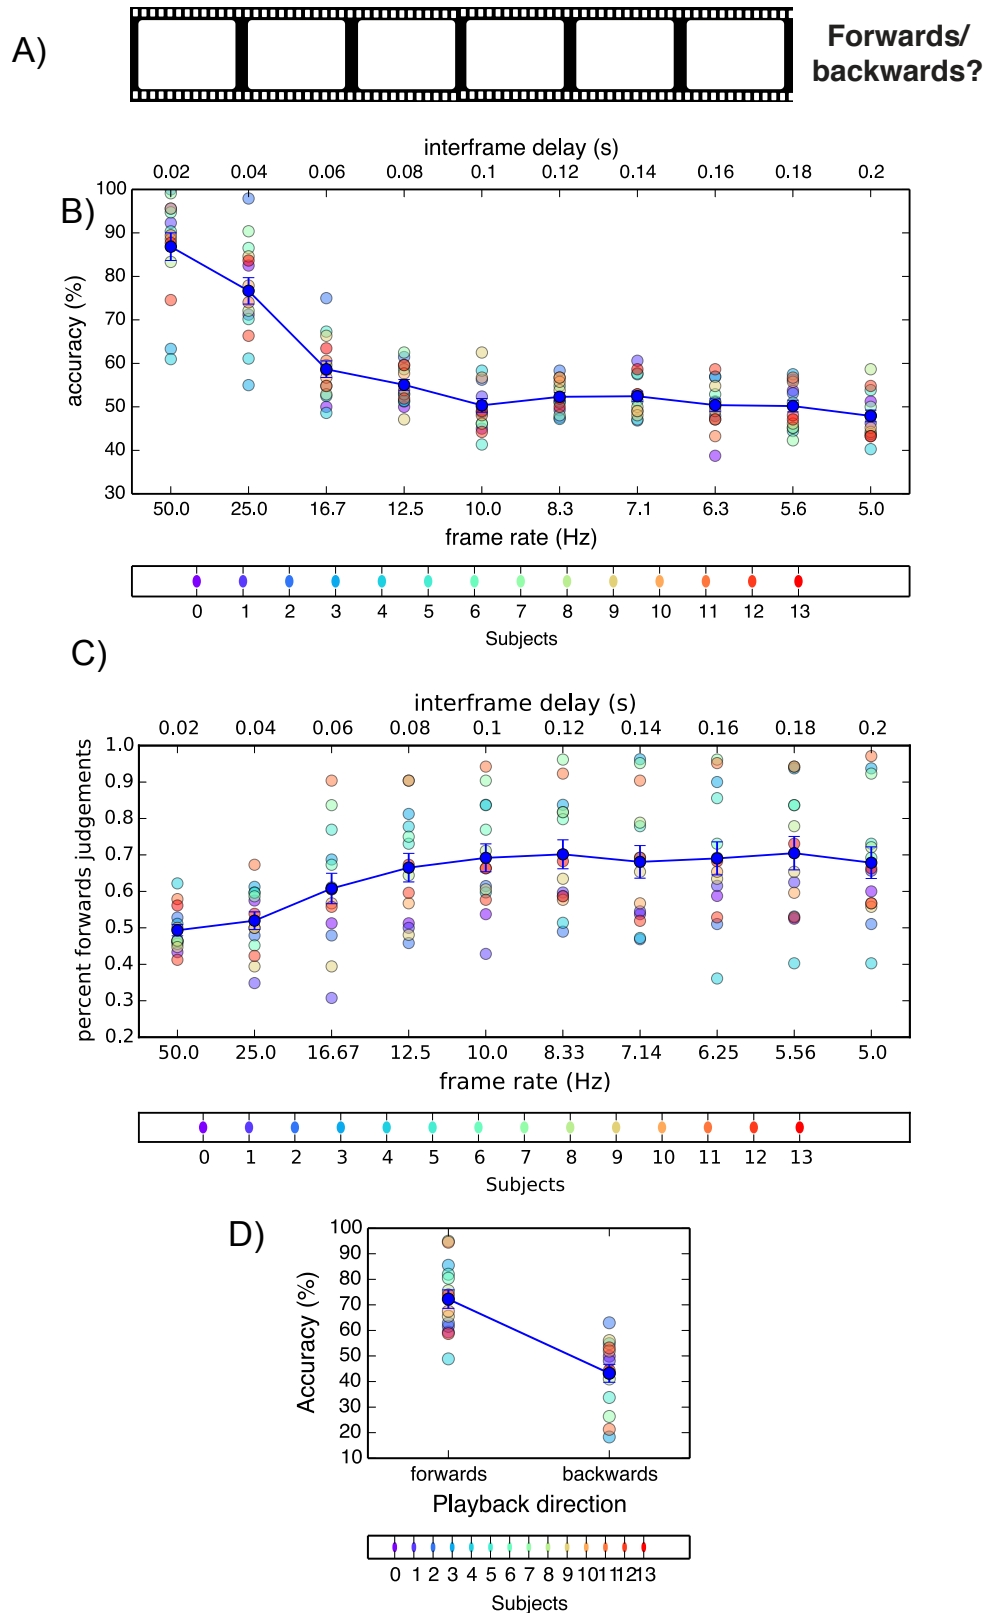 A)
Forwards/
backwards?
interframe delay (s)
0.02 0.04 0.06 0.08 0.1 0.12 0.14 0.16 0.18 0.2
B)
accuracy (%)
100
90
80
70
60
50
40
30
50.0 25.0 16.7 12.5 10.0 8.3 7.1 6.3 5.6 5.0
frame rate (Hz)
0 1 2 3 4 5 6 7 8 9 10 11 12 13
Subjects
C)
interframe delay (s)
0.02 0.04 0.06 0.08 0.1 0.12 0.14 0.16 0.18 0.2
percent forwards judgements
1.0
0.9
0.8
0.7
0.6
0.5
0.4
0.3
0.2
50.0 25.0 16.67 12.5 10.0 8.33 7.14 6.25 5.56 5.0
frame rate (Hz)
0 1 2 3 4 5 6 7 8 9 10 11 12 13
Subjects
D)
Accuracy (%)
100
90
80
70
60
50
40
30
20
10
forwards backwards
Playback direction
0 1 2 3 4 5 6 7 8 9 10 11 12 13
Subjects